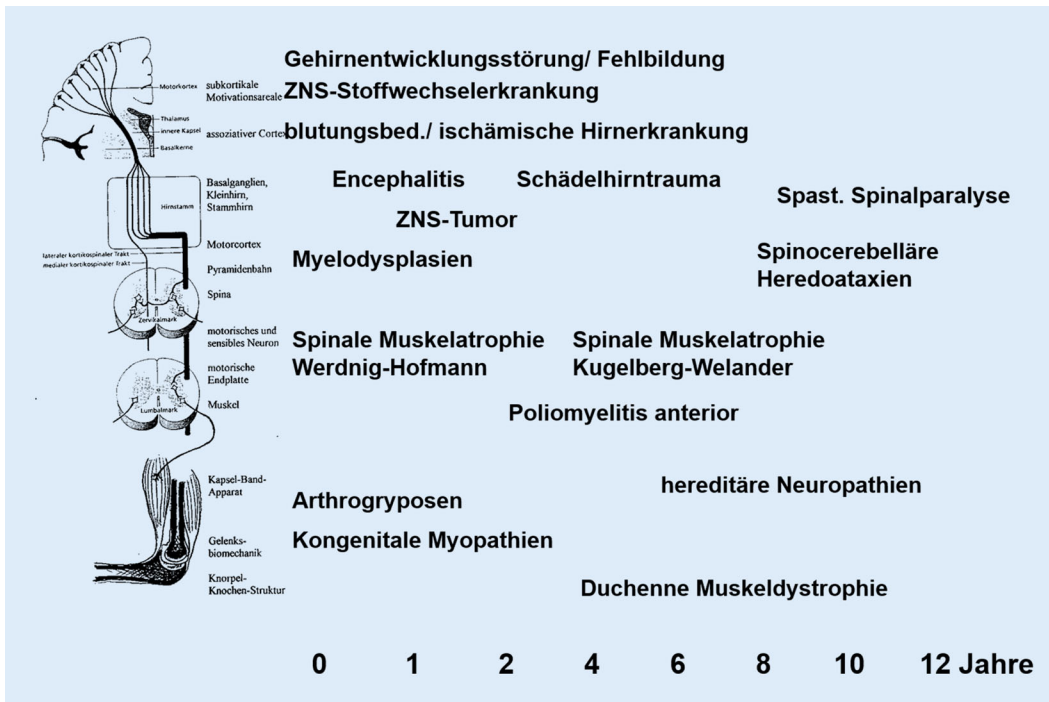 Gehirnentwicklungsstörung/ Fehlbildung
ZNS-Stoffwechselerkrankung
blutungsbed./ ischämische Hirnerkrankung
Encephalitis
Schädelhirntrauma
Spast. Spinalparalyse
ZNS-Tumor
Myelodysplasien
Spinocerebelläre
Heredoataxien
Spinale Muskelatrophie
Werdnig-Hofmann
Spinale Muskelatrophie
Kugelberg-Welander
Poliomyelitis anterior
hereditäre Neuropathien
Arthrogryposen
Kongenitale Myopathien
Duchenne Muskeldystrophie
0 1 2 4 6 8 10 12 Jahre
Motorkortex
Thalamus
innere Kapsel
Basalkerne
Hirnstamm
lateraler kortikospinaler Trakt
medialer kortikospinaler Trakt
Zervikalmark
Lumbalmark
subkortikale
Motivationsareale
assoziativer Cortex
Basalganglien,
Kleinhirn,
Stammhirn
Motorcortex
Pyramidenbahn
Spina
motorisches und
sensibles Neuron
motorische
Endplatte
Muskel
Kapsel-Band-
Apparat
Gelenks-
biomechanik
Knorpel-
Knochen-Struktur